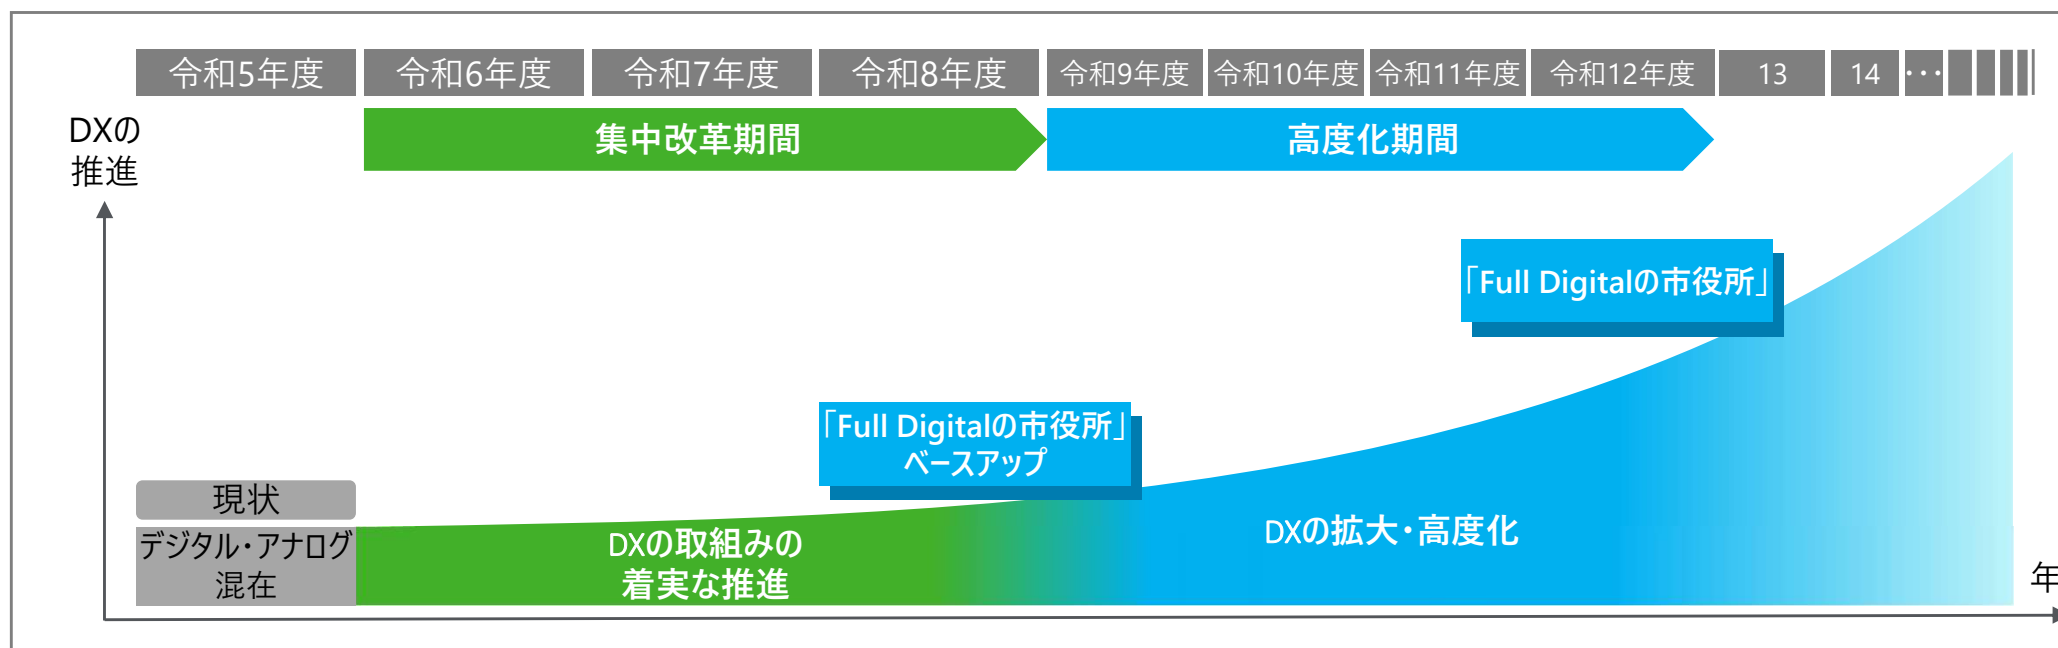 令和5年度
令和6年度
令和7年度
令和8年度
令和9年度
令和10年度
令和11年度
令和12年度
13
14
・・・
DXの
推進
集中改革期間
高度化期間
「Full Digitalの市役所」
「Full Digitalの市役所」
ベースアップ
現状
デジタル・アナログ
混在
DXの取組みの
着実な推進
DXの拡大・高度化
年